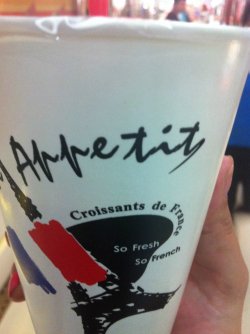 Appetit
Croissants de France
So Fresh
So French